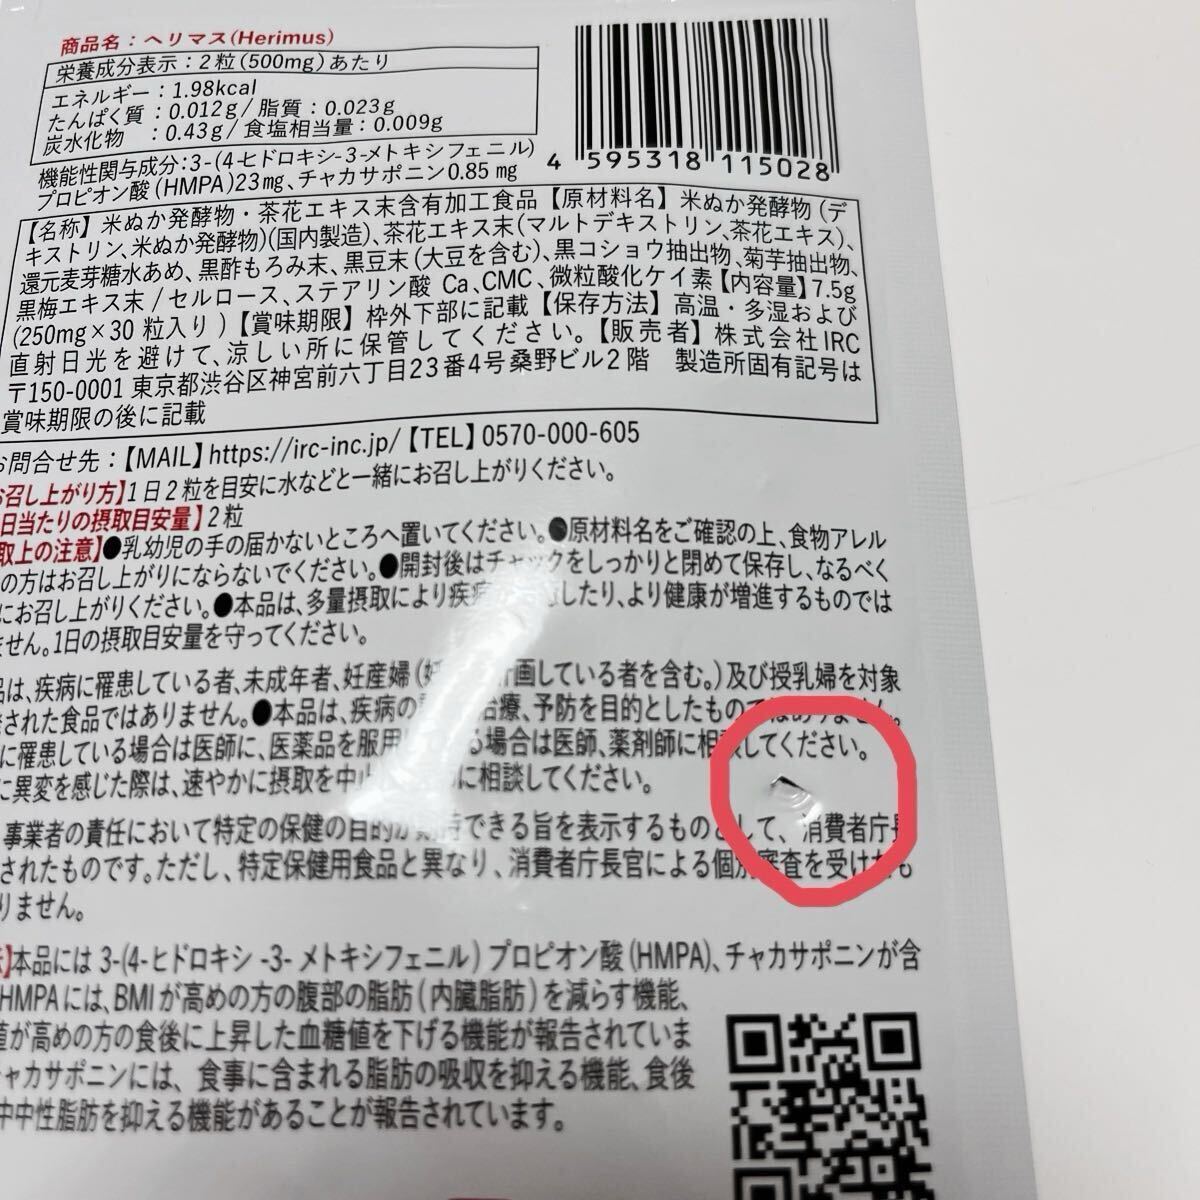 商品名：ヘリマス(Herimus)
栄養成分表示：2粒(500mg)あたり
エネルギー：1.98kcal
たんぱく質：0.012g/脂質：0.023g
炭水化物　：0.43g/食塩相当量：0.009g
機能性関与成分:3-(4-ヒドロキシ-3-メトキシフェニル)
プロピオン酸(HMPA)23mg、チャカサポニン0.85mg
4 595318 115028
【名称】米ぬか発酵物・茶花エキス末含有加工食品【原材料名】米ぬか発酵物(デ
キストリン、米ぬか発酵物)(国内製造)、茶花エキス末(マルトデキストリン、茶花エキス)、
還元麦芽糖水あめ、黒酢もろみ末、黒豆末(大豆を含む)、黒コショウ抽出物、菊芋抽出物、
黒梅エキス末/セルロース、ステアリン酸 Ca、CMC、微粒酸化ケイ素【内容量】7.5g
(250mg×30粒入り)【賞味期限】枠外下部に記載【保存方法】高温・多湿および
直射日光を避けて、涼しい所に保管してください。【販売者】株式会社IRC
〒150-0001 東京都渋谷区神宮前六丁目23番4号桑野ビル2階　製造所固有記号は
賞味期限の後に記載
お問合せ先：【MAIL】https://irc-inc.jp/【TEL】0570-000-605
お召し上がり方】1日2粒を目安に水などと一緒にお召し上がりください。
日当たりの摂取目安量】2粒
取上の注意】●乳幼児の手の届かないところへ置いてください。●原材料名をご確認の上、食物アレル
の方はお召し上がりにならないでください。●開封後はチャックをしっかりと閉めて保存し、なるべく
にお召し上がりください。●本品は、多量摂取により疾病したり、より健康が増進するものでは
ません。1日の摂取目安量を守ってください。
品は、疾病に罹患している者、未成年者、妊産婦(妊計画している者を含む。)及び授乳婦を対象
発された食品ではありません。●本品は、疾病の治療、予防を目的としたものではありません。
に罹患している場合は医師に、医薬品を服用る場合は医師、薬剤師に相談してください。
に異変を感じた際は、速やかに摂取を中止に相談してください。
事業者の責任において特定の保健の目的が期待できる旨を表示するものとして、消費者庁長
されたものです。ただし、特定保健用食品と異なり、消費者庁長官による個別審査を受けたも
りません。
】本品には 3-(4-ヒドロキシ-3-メトキシフェニル)プロピオン酸(HMPA)、チャカサポニンが含
HMPAには、BMIが高めの方の腹部の脂肪(内臓脂肪)を減らす機能、
値が高めの方の食後に上昇した血糖値を下げる機能が報告されていま
チャカサポニンには、食事に含まれる脂肪の吸収を抑える機能、食後
中中性脂肪を抑える機能があることが報告されています。